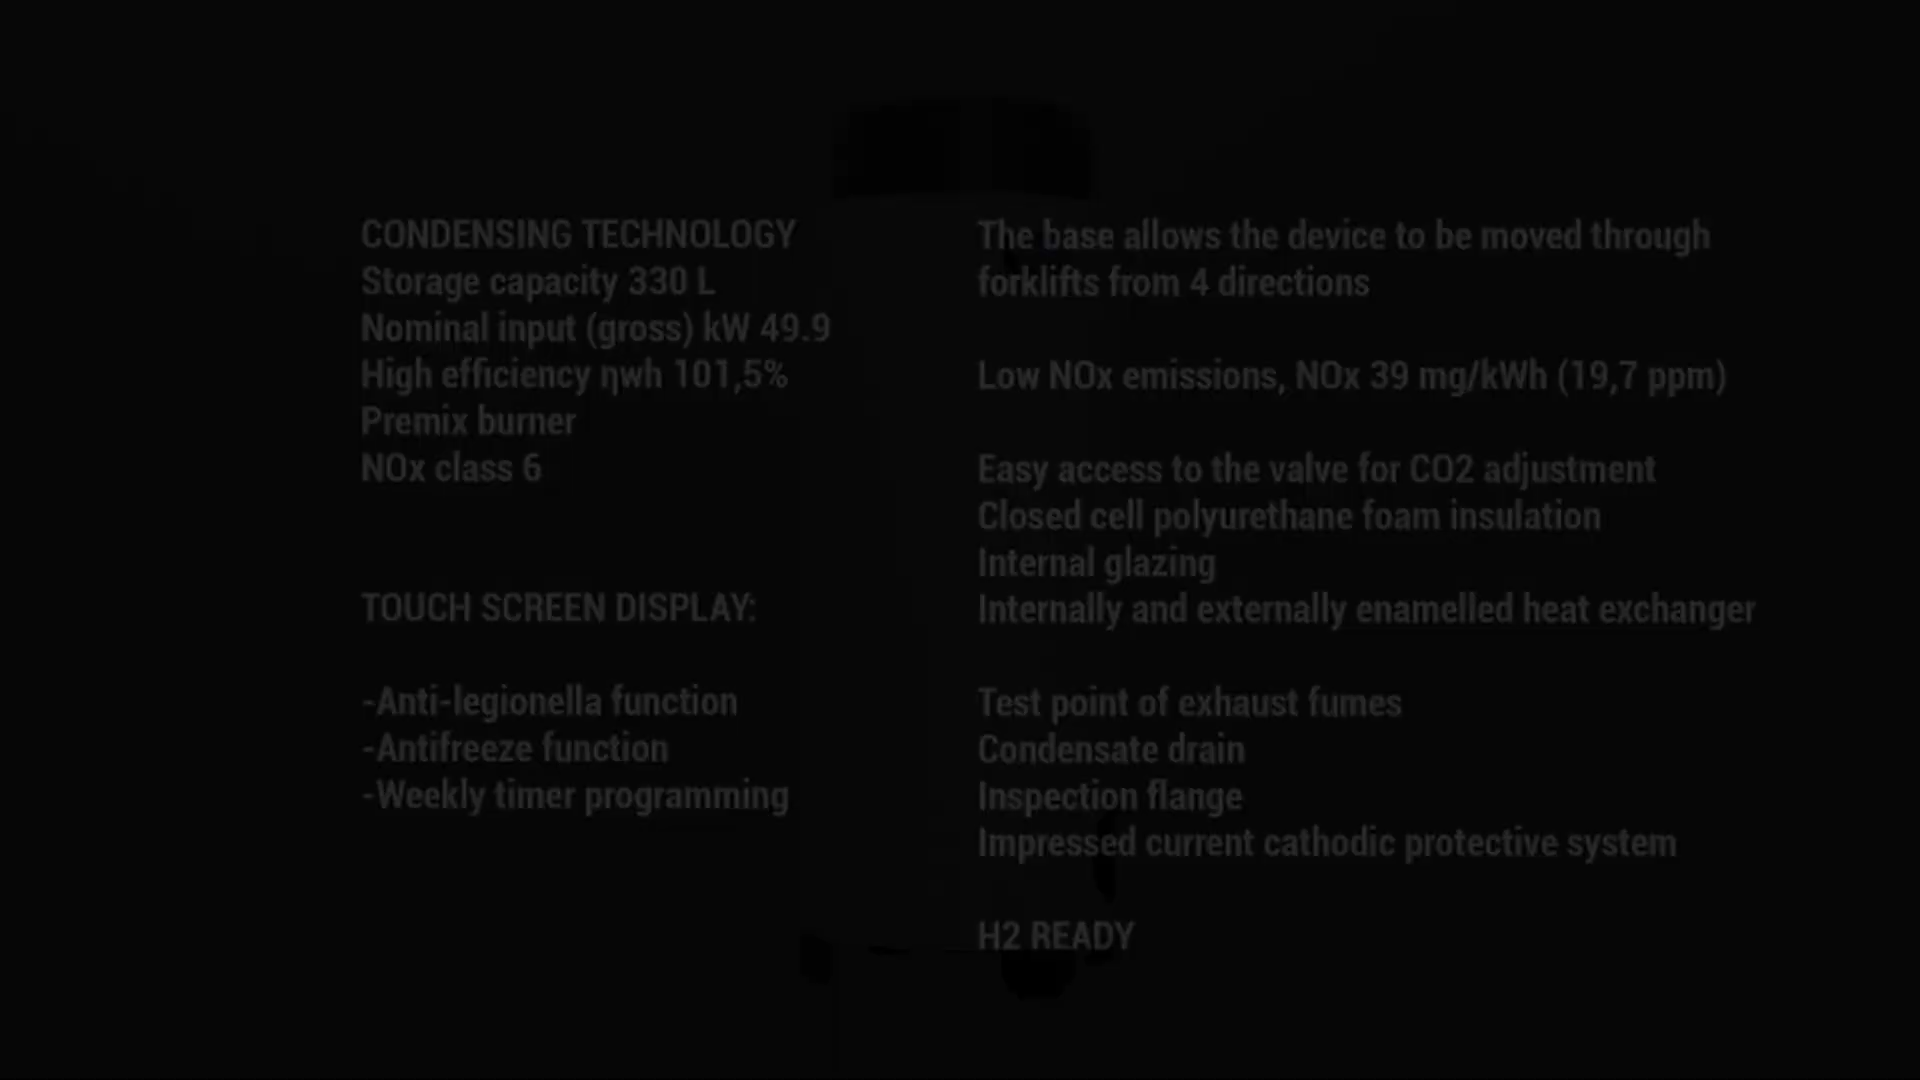 CONDENSING TECHNOLOGY
Storage capacity 330 L
Nominal input (gross) kW 49.9
High efficiency ηwh 101,5%
Premix burner
NOx class 6
TOUCH SCREEN DISPLAY:
-Anti-legionella function
-Antifreeze function
-Weekly timer programming
The base allows the device to be moved through
forklifts from 4 directions
Low NOx emissions, NOx 39 mg/kWh (19,7 ppm)
Easy access to the valve for CO2 adjustment
Closed cell polyurethane foam insulation
Internal glazing
Internally and externally enamelled heat exchanger
Test point of exhaust fumes
Condensate drain
Inspection flange
Impressed current cathodic protective system
H2 READY